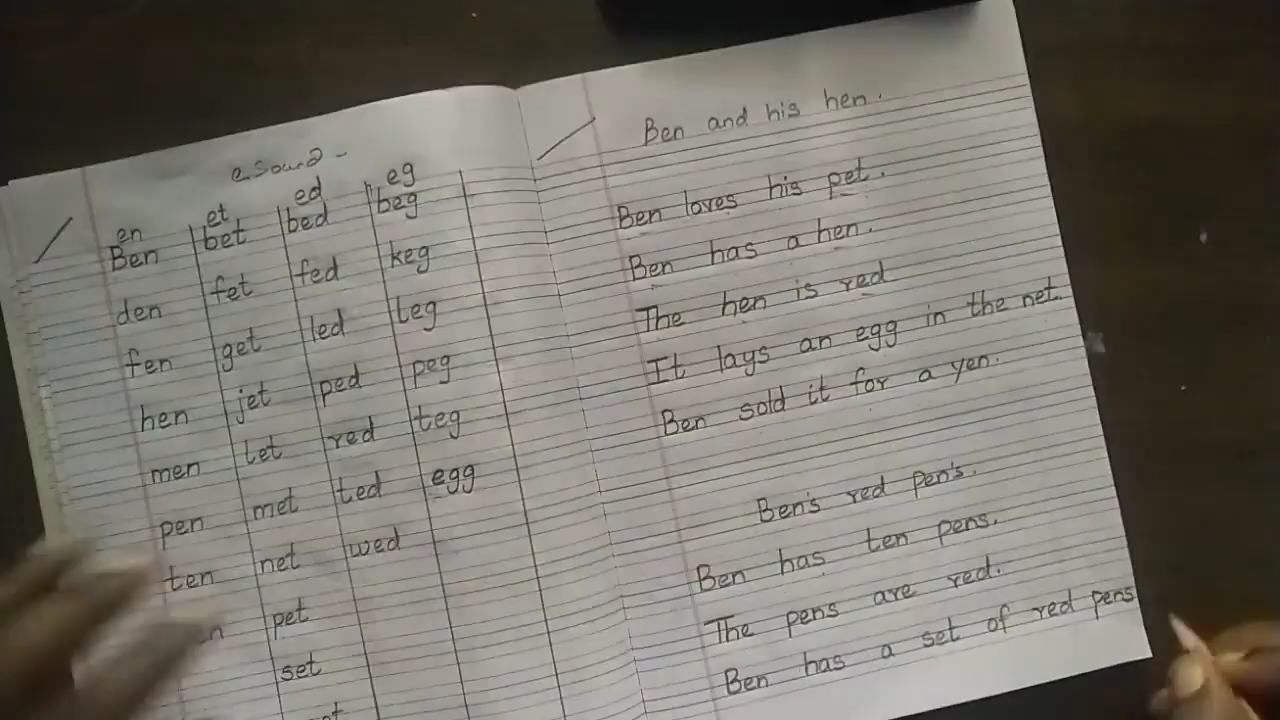 e Sound -
en et ed eg
Ben bet bed beg
den fet fed keg
fen get led leg
hen jet ped peg
men let red teg
pen met ted egg
ten net wed
pet
set
Ben and his hen.
Ben loves his pet.
Ben has a hen.
The hen is red
It lays an egg in the net.
Ben sold it for a yen.
Ben's red pen's.
Ben has ten pens.
The pens are red.
Ben has a set of red pens